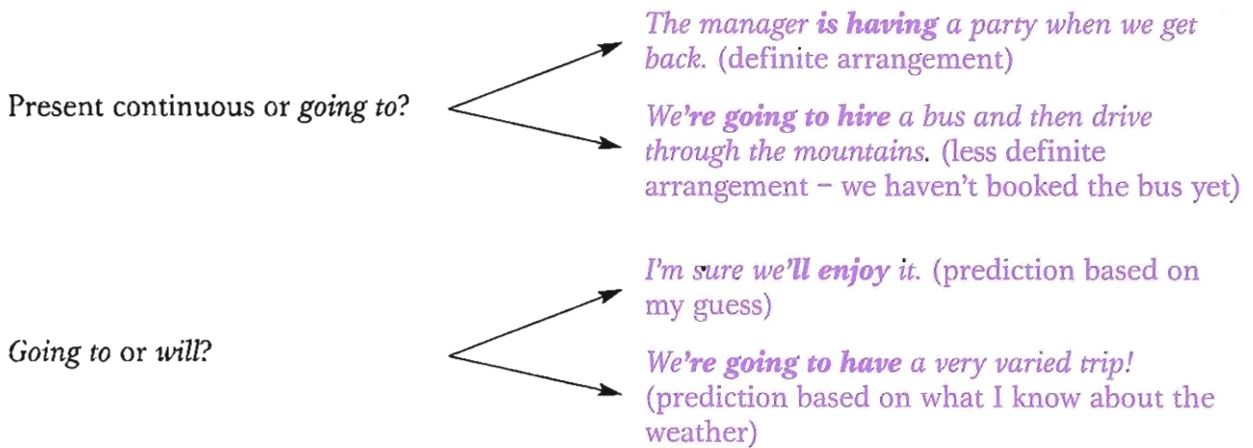 The manager is having a party when we get
back. (definite arrangement)
Present continuous or going to?
We're going to hire a bus and then drive
through the mountains. (less definite
arrangement – we haven't booked the bus yet)
I'm sure we'll enjoy it. (prediction based on
my guess)
Going to or will?
We're going to have a very varied trip!
(prediction based on what I know about the
weather)